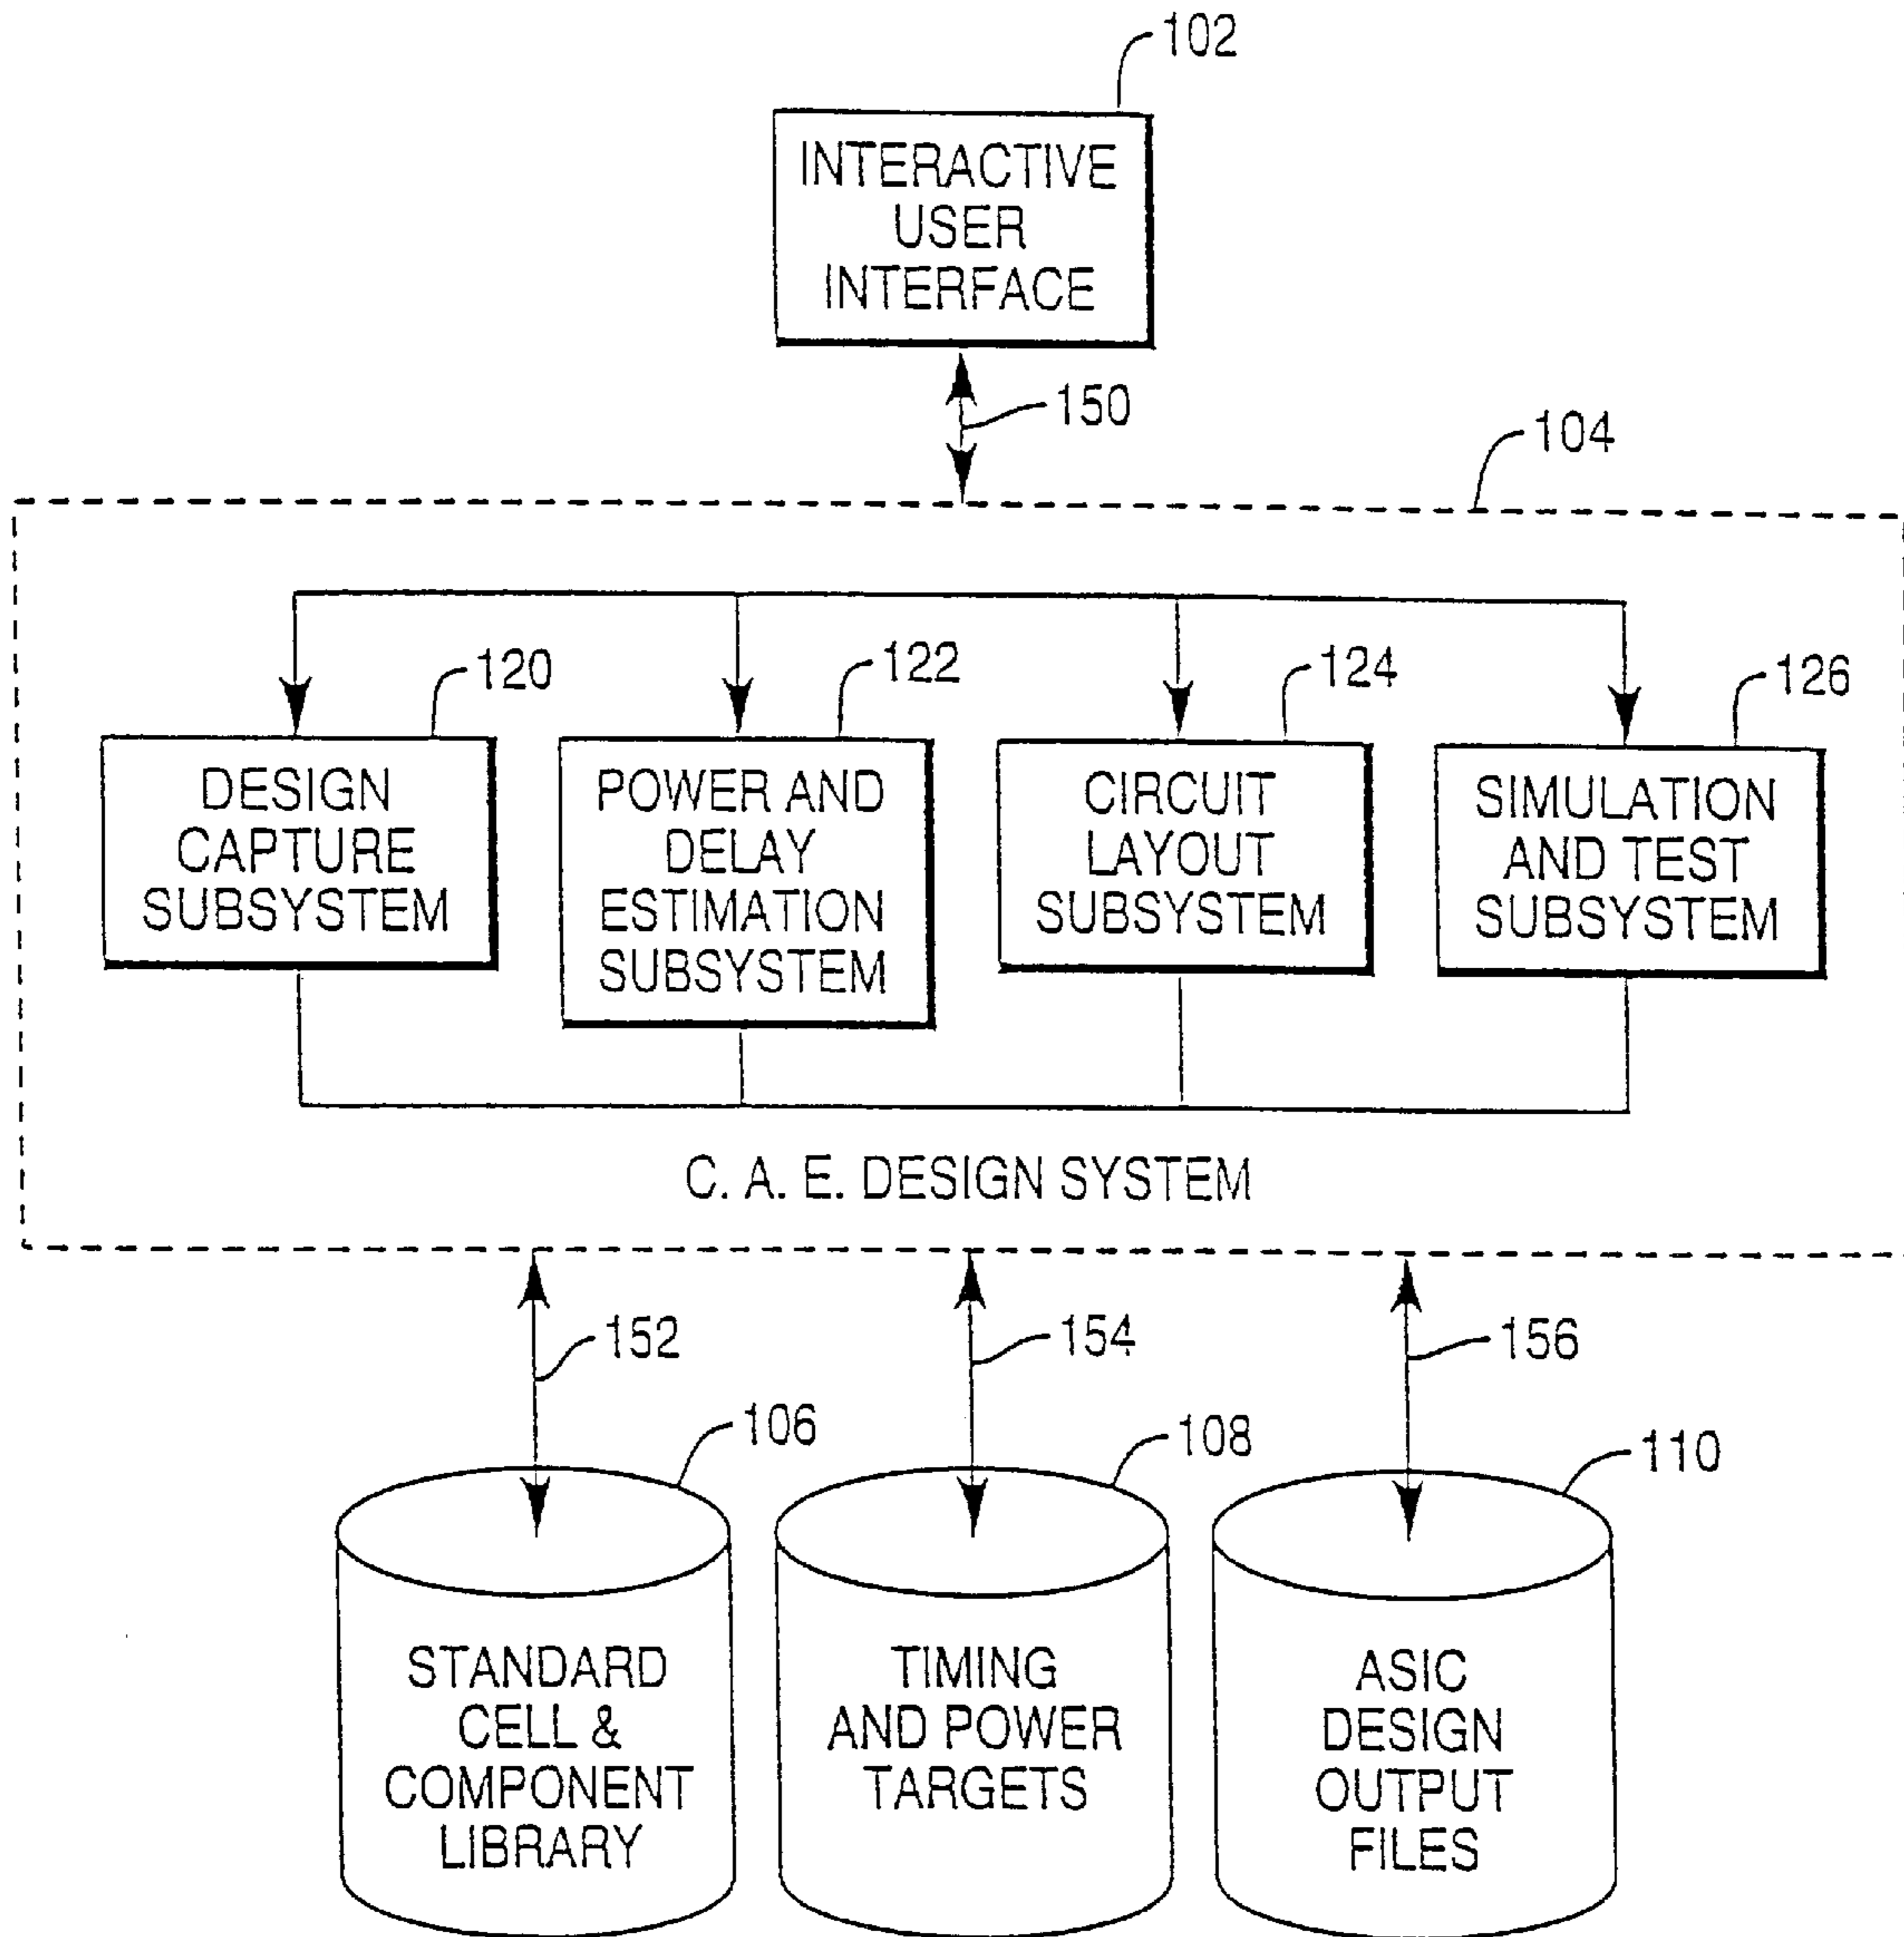 102
INTERACTIVE
USER
INTERFACE
150
104
120
122
124
126
DESIGN
CAPTURE
SUBSYSTEM
POWER AND
DELAY
ESTIMATION
SUBSYSTEM
CIRCUIT
LAYOUT
SUBSYSTEM
SIMULATION
AND TEST
SUBSYSTEM
C. A. E. DESIGN SYSTEM
152
154
156
106
108
110
STANDARD
CELL &
COMPONENT
LIBRARY
TIMING
AND POWER
TARGETS
ASIC
DESIGN
OUTPUT
FILES